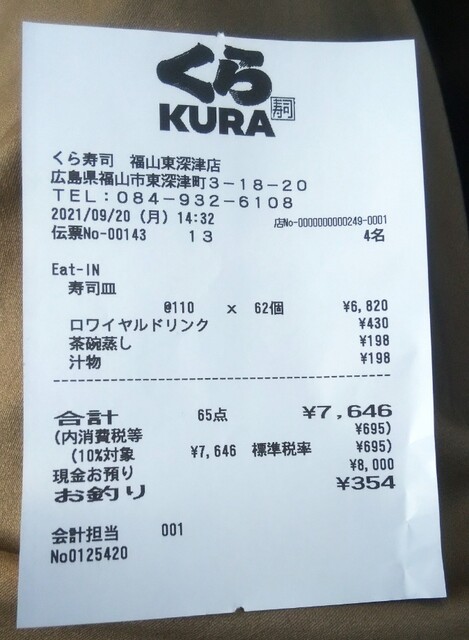 くら
KURA 寿司
くら寿司 福山東深津店
広島県福山市東深津町3-18-20
TEL:084-932-6108
2021/09/20 (月) 14:32 店No-0000000000249-0001
伝票No-00143 13 4名
Eat-IN
寿司皿
@110 × 62個 ¥6,820
ロワイヤルドリンク ¥430
茶碗蒸し ¥198
汁物 ¥198
合計 65点 ¥7,646
(内消費税等 ¥695)
(10%対象 ¥7,646 標準税率 ¥695)
現金お預り ¥8,000
お釣り ¥354
会計担当 001
No0125420